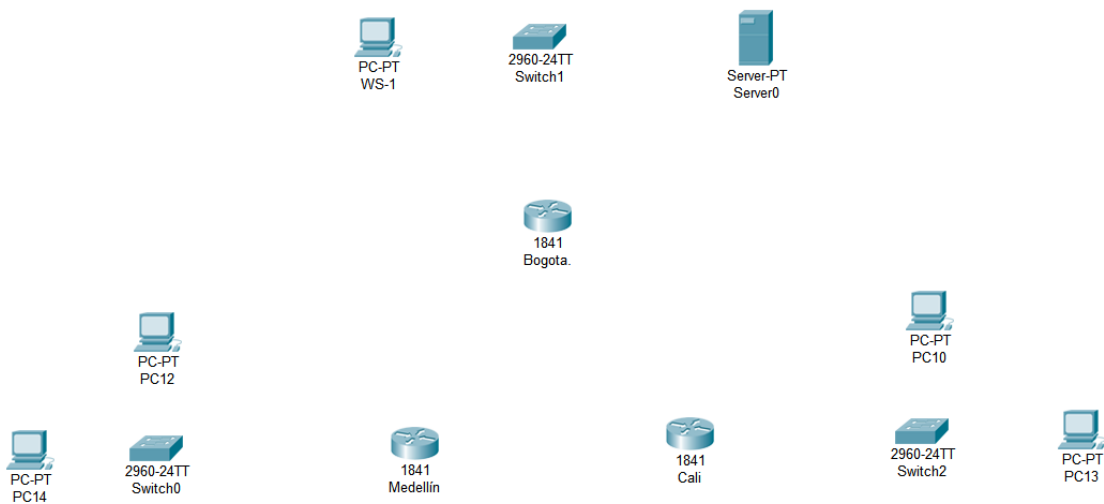 PC-PT
WS-1
2960-24TT
Switch1
Server-PT
Server0
1841
Bogota.
PC-PT
PC12
PC-PT
PC10
PC-PT
PC14
2960-24TT
Switch0
1841
Medellín
1841
Cali
2960-24TT
Switch2
PC-PT
PC13